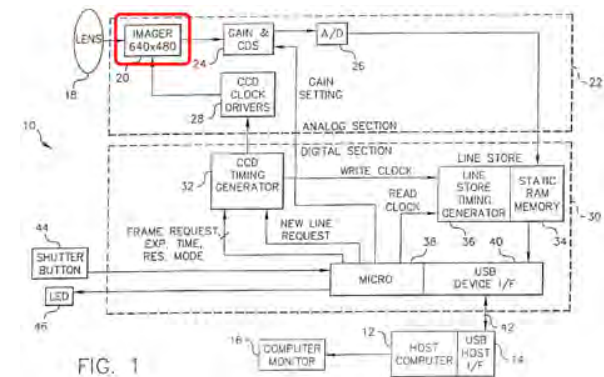 LENS
IMAGER
640x480
GAIN &
CDS
A/D
18
20
24
26
CCD
CLOCK
DRIVERS
28
GAIN
SETTING
22
ANALOG SECTION
10
DIGITAL SECTION
LINE STORE
CCD
TIMING
GENERATOR
32
WRITE CLOCK
LINE
STORE
TIMING
GENERATOR
STATIC
RAM
MEMORY
READ
CLOCK
30
36
34
FRAME REQUEST,
EXP. TIME,
RES. MODE
NEW LINE
REQUEST
38
40
44
SHUTTER
BUTTON
MICRO
USB
DEVICE I/F
LED
46
42
12
HOST
COMPUTER
USB
HOST
I/F
14
16
COMPUTER
MONITOR
FIG. 1